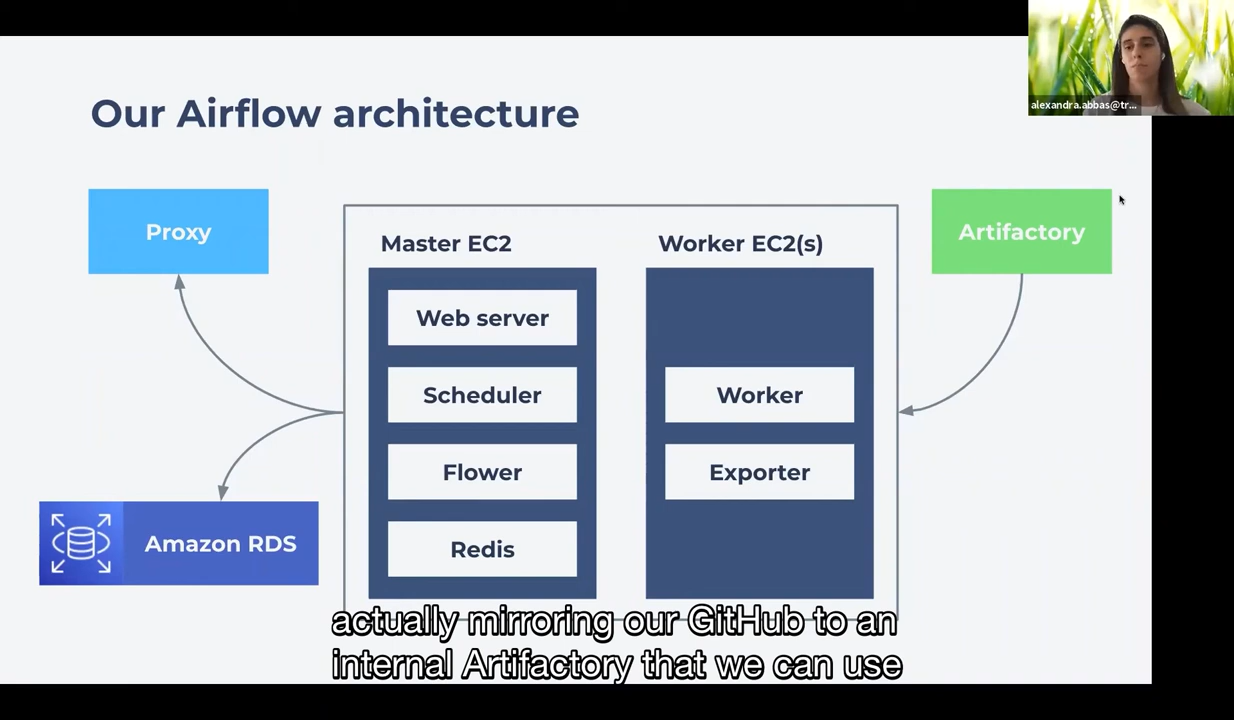 alexandra.abbas@tr...
Our Airflow architecture
Proxy
Artifactory
Master EC2
Worker EC2(s)
Web server
Scheduler
Worker
Flower
Exporter
Amazon RDS
Redis
actually mirroring our GitHub to an
internal Artifactory that we can use